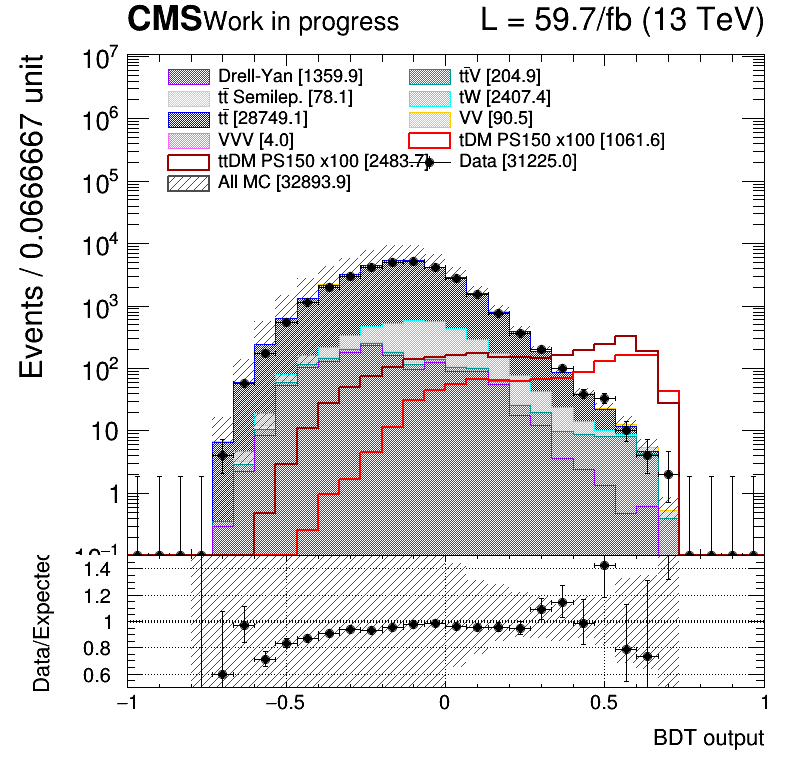 CMS Work in progress L = 59.7/fb (13 TeV)
Events / 0.0666667 unit
10⁷
10⁶
10⁵
10⁴
10³
10²
10
1
10⁻¹
Drell-Yan [1359.9]
tt̄ Semilep. [78.1]
tt̄ [28749.1]
VVV [4.0]
ttDM PS150 x100 [2483.7]
All MC [32893.9]
tt̄V [204.9]
tW [2407.4]
VV [90.5]
tDM PS150 x100 [1061.6]
Data [31225.0]
Data/Expected
1.4
1.2
1
0.8
0.6
−1 −0.5 0 0.5 1
BDT output